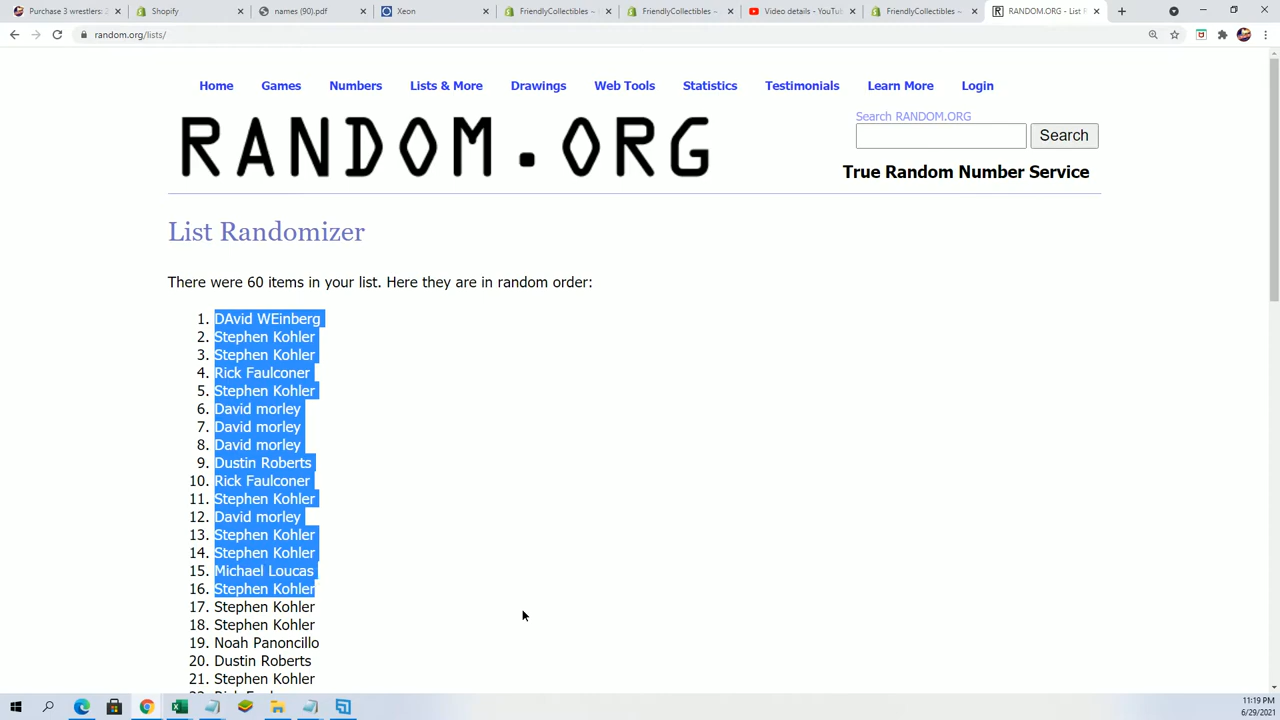 Purchase 3 wrestlers:
Shopify
names (90).pdf
Xeon
FriendlyCollectibles –
FriendlyCollectibles –
Video details - YouTub
FriendlyCollectibles –
RANDOM.ORG - List
random.org/lists/
Home Games Numbers Lists & More Drawings Web Tools Statistics Testimonials Learn More Login
RANDOM.ORG
Search RANDOM.ORG
Search
True Random Number Service
List Randomizer
There were 60 items in your list. Here they are in random order:
1. DAvid WEinberg
2. Stephen Kohler
3. Stephen Kohler
4. Rick Faulconer
5. Stephen Kohler
6. David morley
7. David morley
8. David morley
9. Dustin Roberts
10. Rick Faulconer
11. Stephen Kohler
12. David morley
13. Stephen Kohler
14. Stephen Kohler
15. Michael Loucas
16. Stephen Kohler
17. Stephen Kohler
18. Stephen Kohler
19. Noah Panoncillo
20. Dustin Roberts
21. Stephen Kohler
11:19 PM
6/29/2021